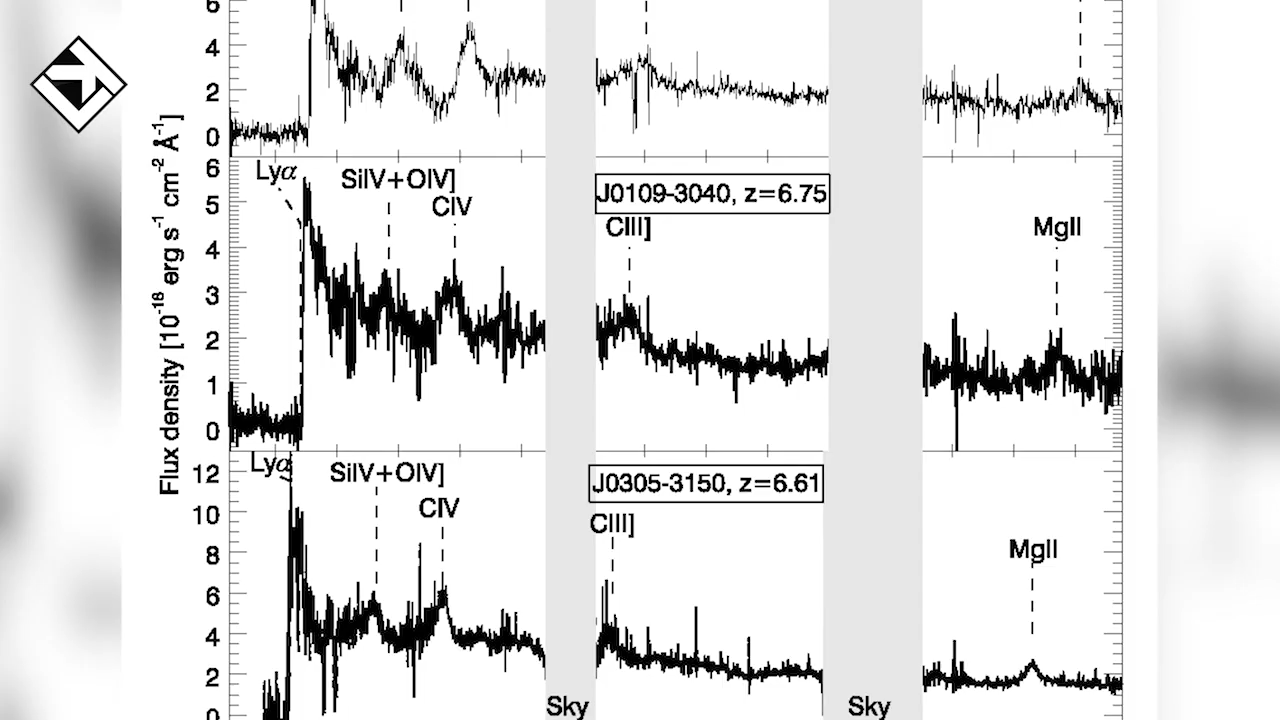 6
4
2
0
Flux density [10⁻¹⁸ erg s⁻¹ cm⁻² Å⁻¹]
6
Lyα
SiIV+OIV]
CIV
J0109-3040, z=6.75
CIII]
MgII
5
4
3
2
1
0
Lyα
SiIV+OIV]
CIV
J0305-3150, z=6.61
CIII]
MgII
12
10
8
6
4
2
0
Sky
Sky